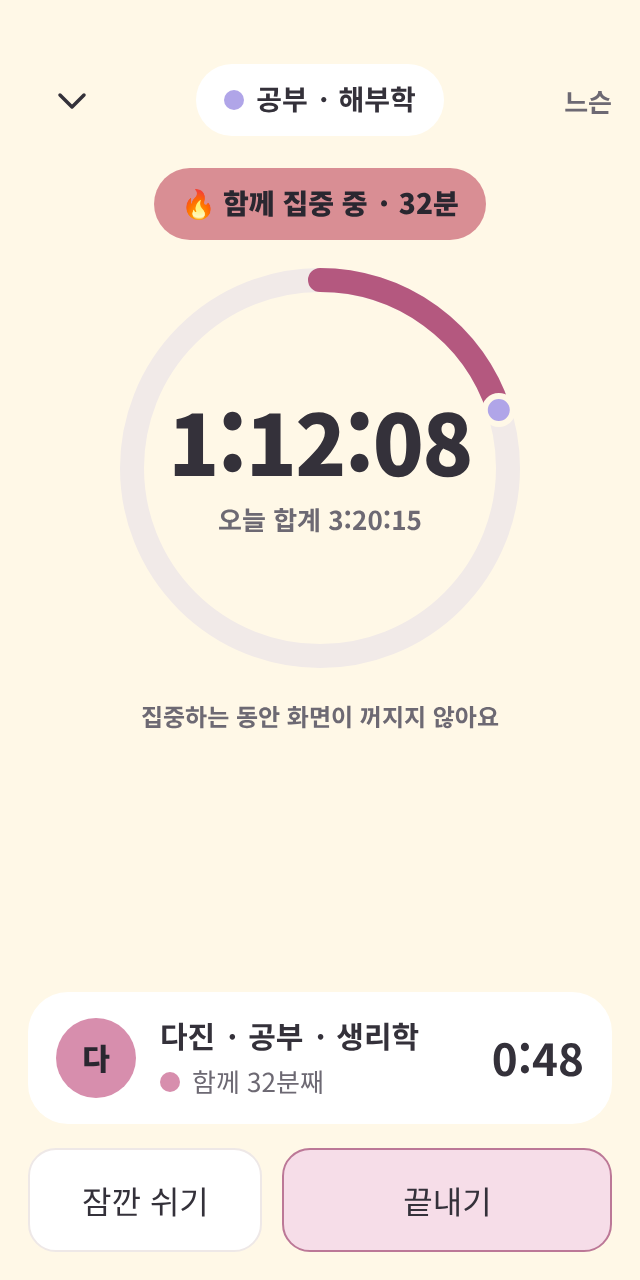 공부 · 해부학
느슨
🔥 함께 집중 중 · 32분
1:12:08
오늘 합계 3:20:15
집중하는 동안 화면이 꺼지지 않아요
다
다진 · 공부 · 생리학
함께 32분째
0:48
잠깐 쉬기
끝내기